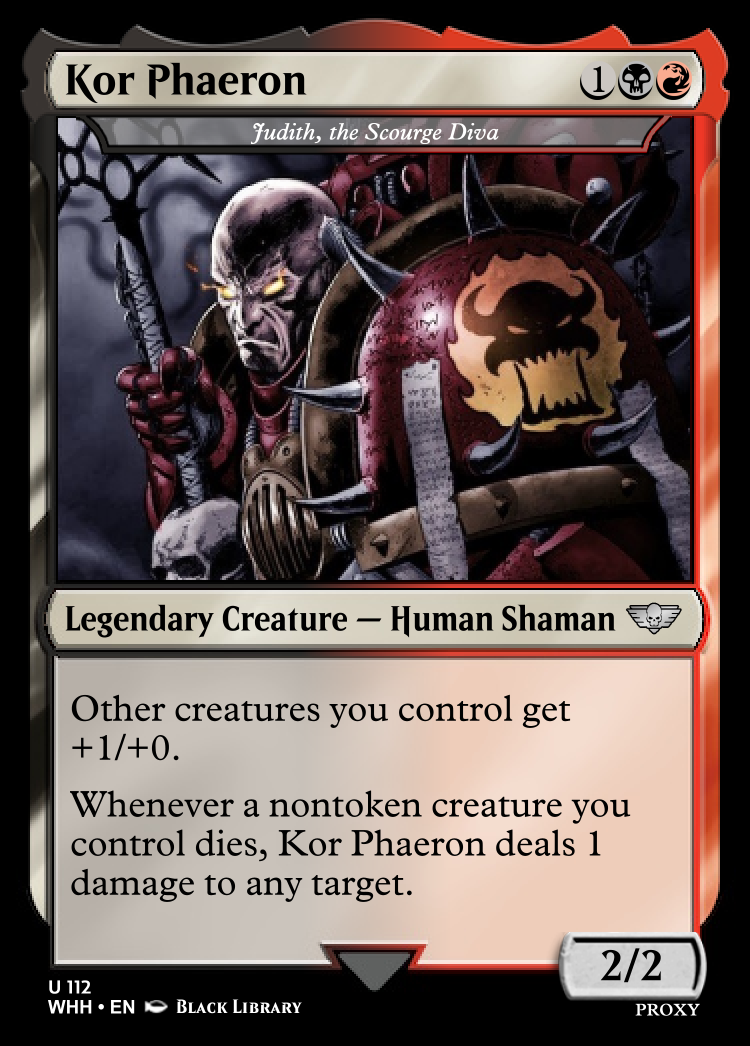 Kor Phaeron 1
Judith, the Scourge Diva
Legendary Creature — Human Shaman
Other creatures you control get
+1/+0.
Whenever a nontoken creature you
control dies, Kor Phaeron deals 1
damage to any target.
2/2
U 112
WHH • EN Black Library
PROXY